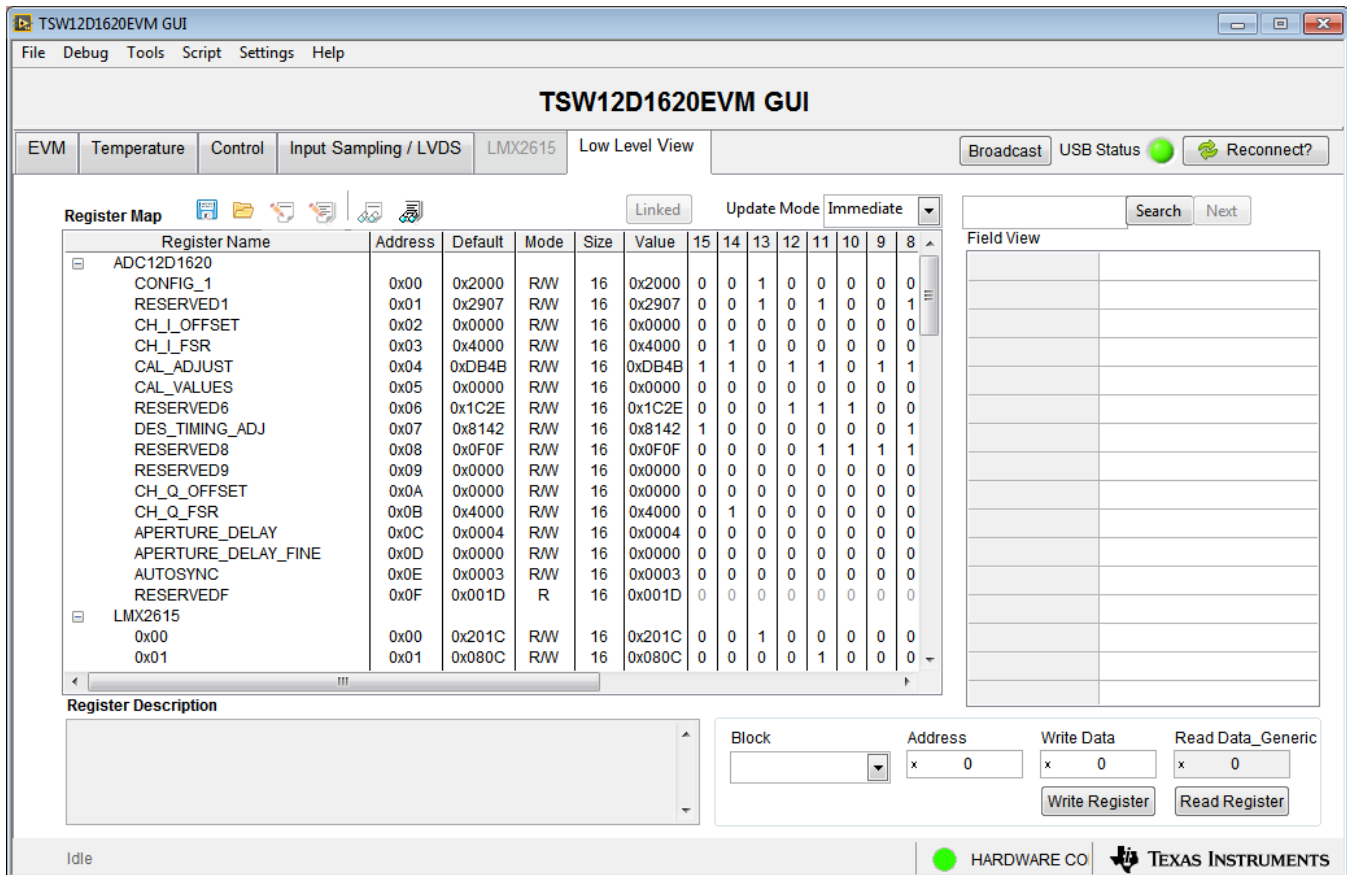 TSW12D1620EVM GUI
File Debug Tools Script Settings Help
TSW12D1620EVM GUI
EVM Temperature Control Input Sampling / LVDS LMX2615 Low Level View Broadcast USB Status Reconnect?
Register Map Linked Update Mode Immediate Search Next
Register Name Address Default Mode Size Value 15 14 13 12 11 10 9 8 Field View
ADC12D1620
CONFIG_1 0x00 0x2000 R/W 16 0x2000 0 0 1 0 0 0 0 0
RESERVED1 0x01 0x2907 R/W 16 0x2907 0 0 1 0 1 0 0 1
CH_I_OFFSET 0x02 0x0000 R/W 16 0x0000 0 0 0 0 0 0 0 0
CH_I_FSR 0x03 0x4000 R/W 16 0x4000 0 1 0 0 0 0 0 0
CAL_ADJUST 0x04 0xDB4B R/W 16 0xDB4B 1 1 0 1 1 0 1 1
CAL_VALUES 0x05 0x0000 R/W 16 0x0000 0 0 0 0 0 0 0 0
RESERVED6 0x06 0x1C2E R/W 16 0x1C2E 0 0 0 1 1 1 0 0
DES_TIMING_ADJ 0x07 0x8142 R/W 16 0x8142 1 0 0 0 0 0 0 1
RESERVED8 0x08 0x0F0F R/W 16 0x0F0F 0 0 0 0 1 1 1 1
RESERVED9 0x09 0x0000 R/W 16 0x0000 0 0 0 0 0 0 0 0
CH_Q_OFFSET 0x0A 0x0000 R/W 16 0x0000 0 0 0 0 0 0 0 0
CH_Q_FSR 0x0B 0x4000 R/W 16 0x4000 0 1 0 0 0 0 0 0
APERTURE_DELAY 0x0C 0x0004 R/W 16 0x0004 0 0 0 0 0 0 0 0
APERTURE_DELAY_FINE 0x0D 0x0000 R/W 16 0x0000 0 0 0 0 0 0 0 0
AUTOSYNC 0x0E 0x0003 R/W 16 0x0003 0 0 0 0 0 0 0 0
RESERVEDF 0x0F 0x001D R 16 0x001D 0 0 0 0 0 0 0 0
LMX2615
0x00 0x00 0x201C R/W 16 0x201C 0 0 1 0 0 0 0 0
0x01 0x01 0x080C R/W 16 0x080C 0 0 0 0 1 0 0 0
Register Description
Block Address Write Data Read Data_Generic
x 0 x 0 x 0
Write Register Read Register
Idle HARDWARE CO TEXAS INSTRUMENTS